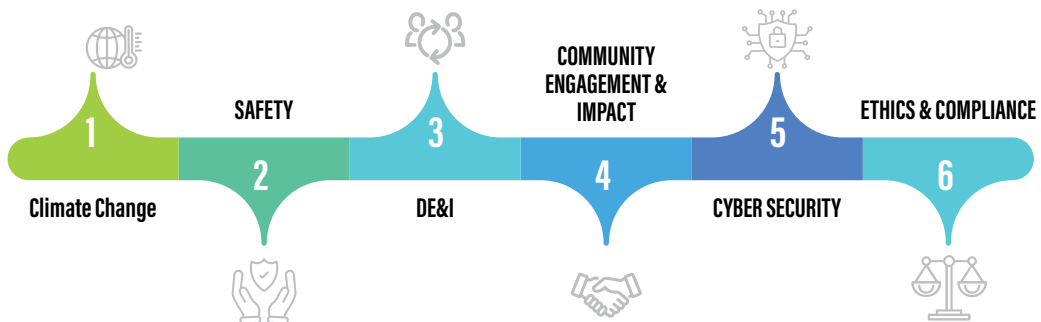 1
Climate Change
SAFETY
2
3
DE&I
COMMUNITY
ENGAGEMENT &
IMPACT
4
5
CYBER SECURITY
ETHICS & COMPLIANCE
6